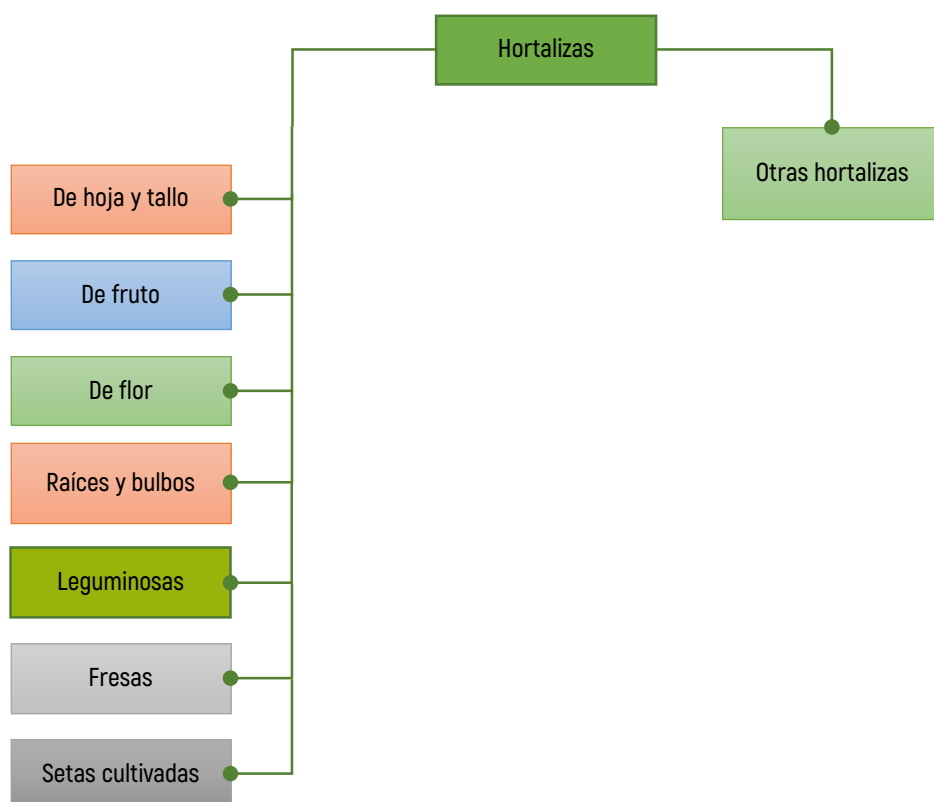 Hortalizas
Otras hortalizas
De hoja y tallo
De fruto
De flor
Raíces y bulbos
Leguminosas
Fresas
Setas cultivadas